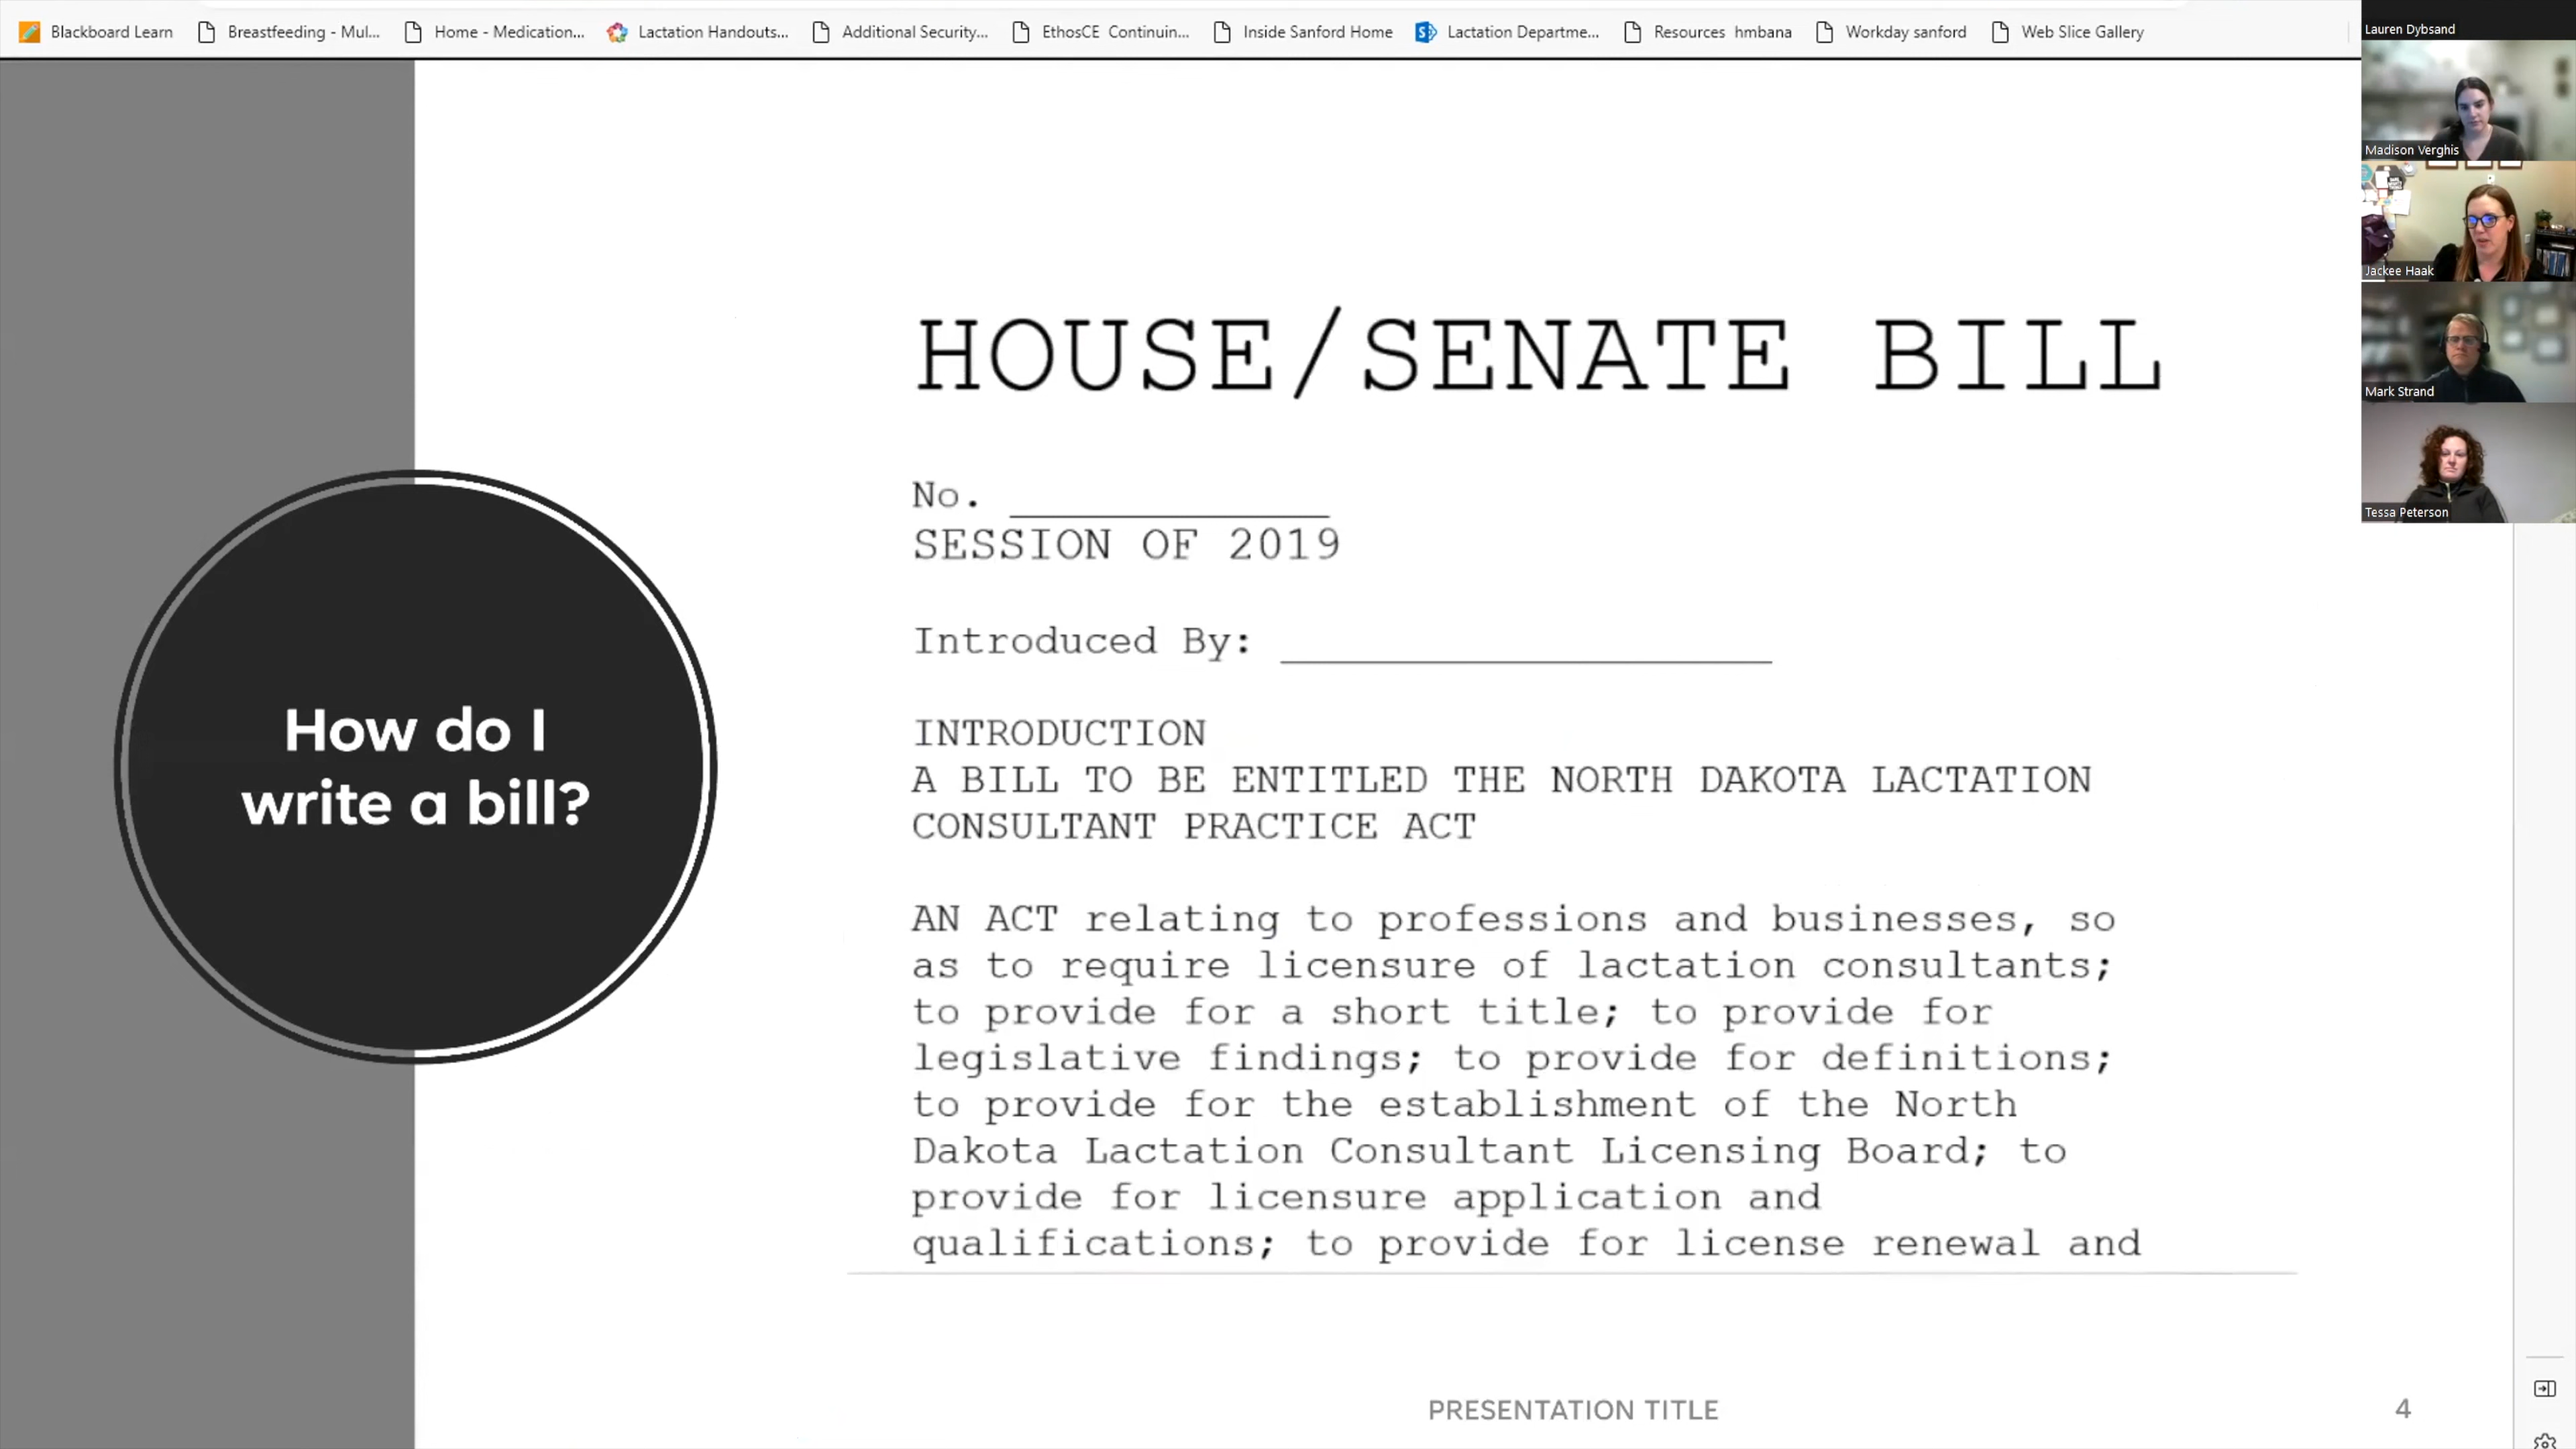 Blackboard Learn
Breastfeeding - Mul...
Home - Medication...
Lactation Handouts...
Additional Security...
EthosCE Continuin...
Inside Sanford Home
Lactation Departme...
Resources hmbana
Workday sanford
Web Slice Gallery
Lauren Dybsand
Madison Verghis
Jackee Haak
Mark Strand
Tessa Peterson
How do I
write a bill?
HOUSE/SENATE BILL
No. ____________
SESSION OF 2019
Introduced By: ____________________
INTRODUCTION
A BILL TO BE ENTITLED THE NORTH DAKOTA LACTATION
CONSULTANT PRACTICE ACT
AN ACT relating to professions and businesses, so
as to require licensure of lactation consultants;
to provide for a short title; to provide for
legislative findings; to provide for definitions;
to provide for the establishment of the North
Dakota Lactation Consultant Licensing Board; to
provide for licensure application and
qualifications; to provide for license renewal and
PRESENTATION TITLE
4